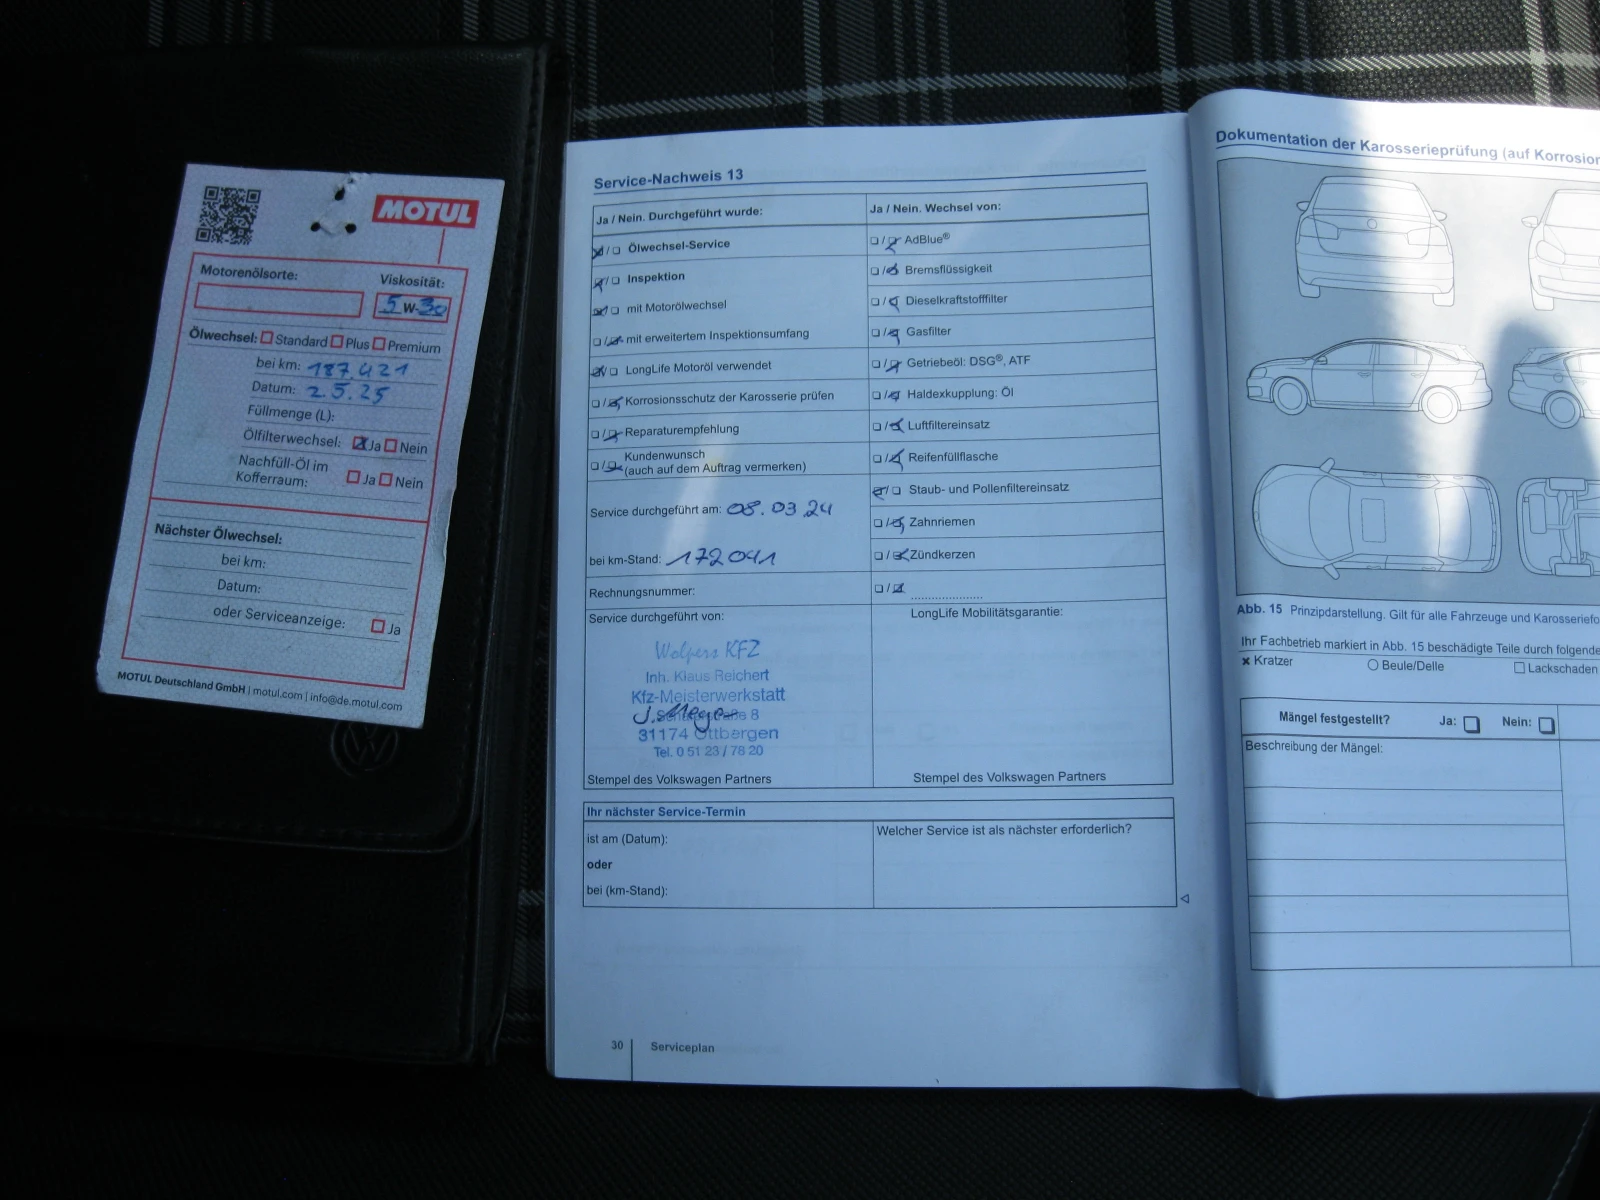 MOTUL
Motorenölsorte:
Viskosität:
5 W-30
Ölwechsel: Standard Plus Premium
bei km: 187.421
Datum: 2.5.25
Füllmenge (L):
Ölfilterwechsel: Ja Nein
Nachfüll-Öl im
Kofferraum: Ja Nein
Nächster Ölwechsel:
bei km:
Datum:
oder Serviceanzeige: Ja
MOTUL Deutschland GmbH | motul.com | info@de.motul.com
Service-Nachweis 13
Ja / Nein. Durchgeführt wurde:
Ölwechsel-Service
Inspektion
mit Motorölwechsel
mit erweitertem Inspektionsumfang
LongLife Motoröl verwendet
Korrosionsschutz der Karosserie prüfen
Reparaturempfehlung
Kundenwunsch
(auch auf dem Auftrag vermerken)
Service durchgeführt am: 08.03 24
bei km-Stand: 172041
Rechnungsnummer:
Service durchgeführt von:
Wolpers KFZ
Inh. Klaus Reichert
Kfz-Meisterwerkstatt
8
31174 Ottbergen
Tel. 0 51 23 / 78 20
Stempel des Volkswagen Partners
Ja / Nein. Wechsel von:
AdBlue®
Bremsflüssigkeit
Dieselkraftstofffilter
Gasfilter
Getriebeöl: DSG®, ATF
Haldexkupplung: Öl
Luftfiltereinsatz
Reifenfüllflasche
Staub- und Pollenfiltereinsatz
Zahnriemen
Zündkerzen
LongLife Mobilitätsgarantie:
Stempel des Volkswagen Partners
Ihr nächster Service-Termin
ist am (Datum):
oder
bei (km-Stand):
Welcher Service ist als nächster erforderlich?
30 Serviceplan
Dokumentation der Karosserieprüfung (auf Korrosion
Abb. 15 Prinzipdarstellung. Gilt für alle Fahrzeuge und Karosseriefo
Ihr Fachbetrieb markiert in Abb. 15 beschädigte Teile durch folgende
× Kratzer Beule/Delle Lackschaden
Mängel festgestellt? Ja: Nein:
Beschreibung der Mängel: